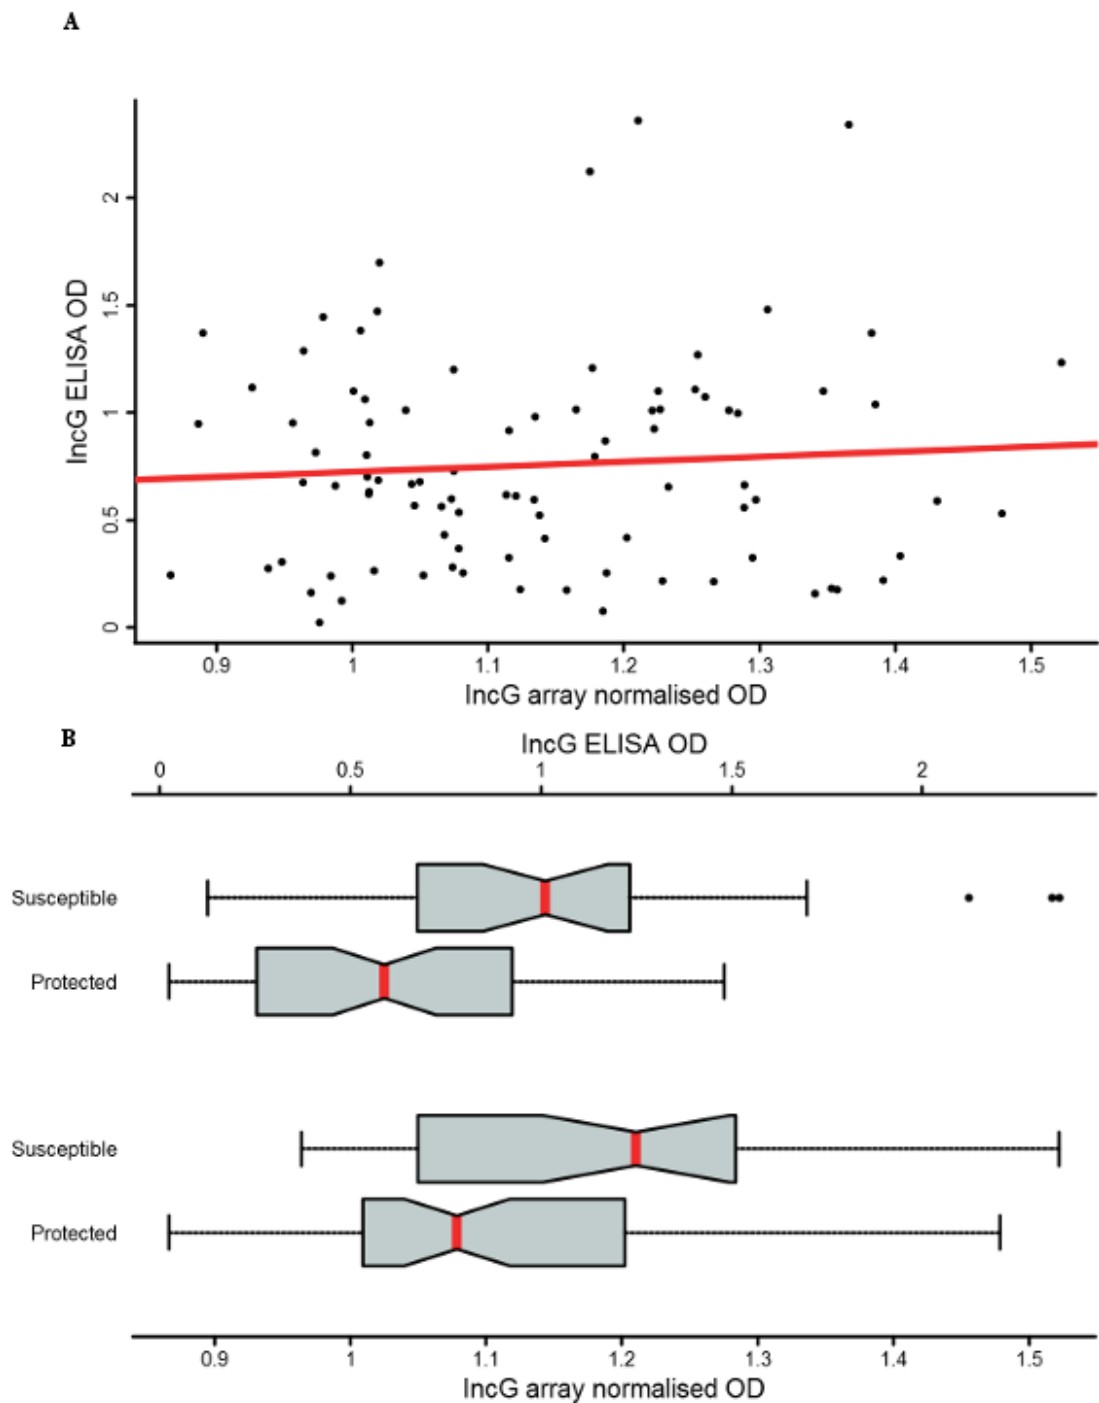 A
IncG ELISA OD
2
1.5
1
0.5
0
0.9 1 1.1 1.2 1.3 1.4 1.5
IncG array normalised OD
B
IncG ELISA OD
0 0.5 1 1.5 2
Susceptible
Protected
Susceptible
Protected
0.9 1 1.1 1.2 1.3 1.4 1.5
IncG array normalised OD